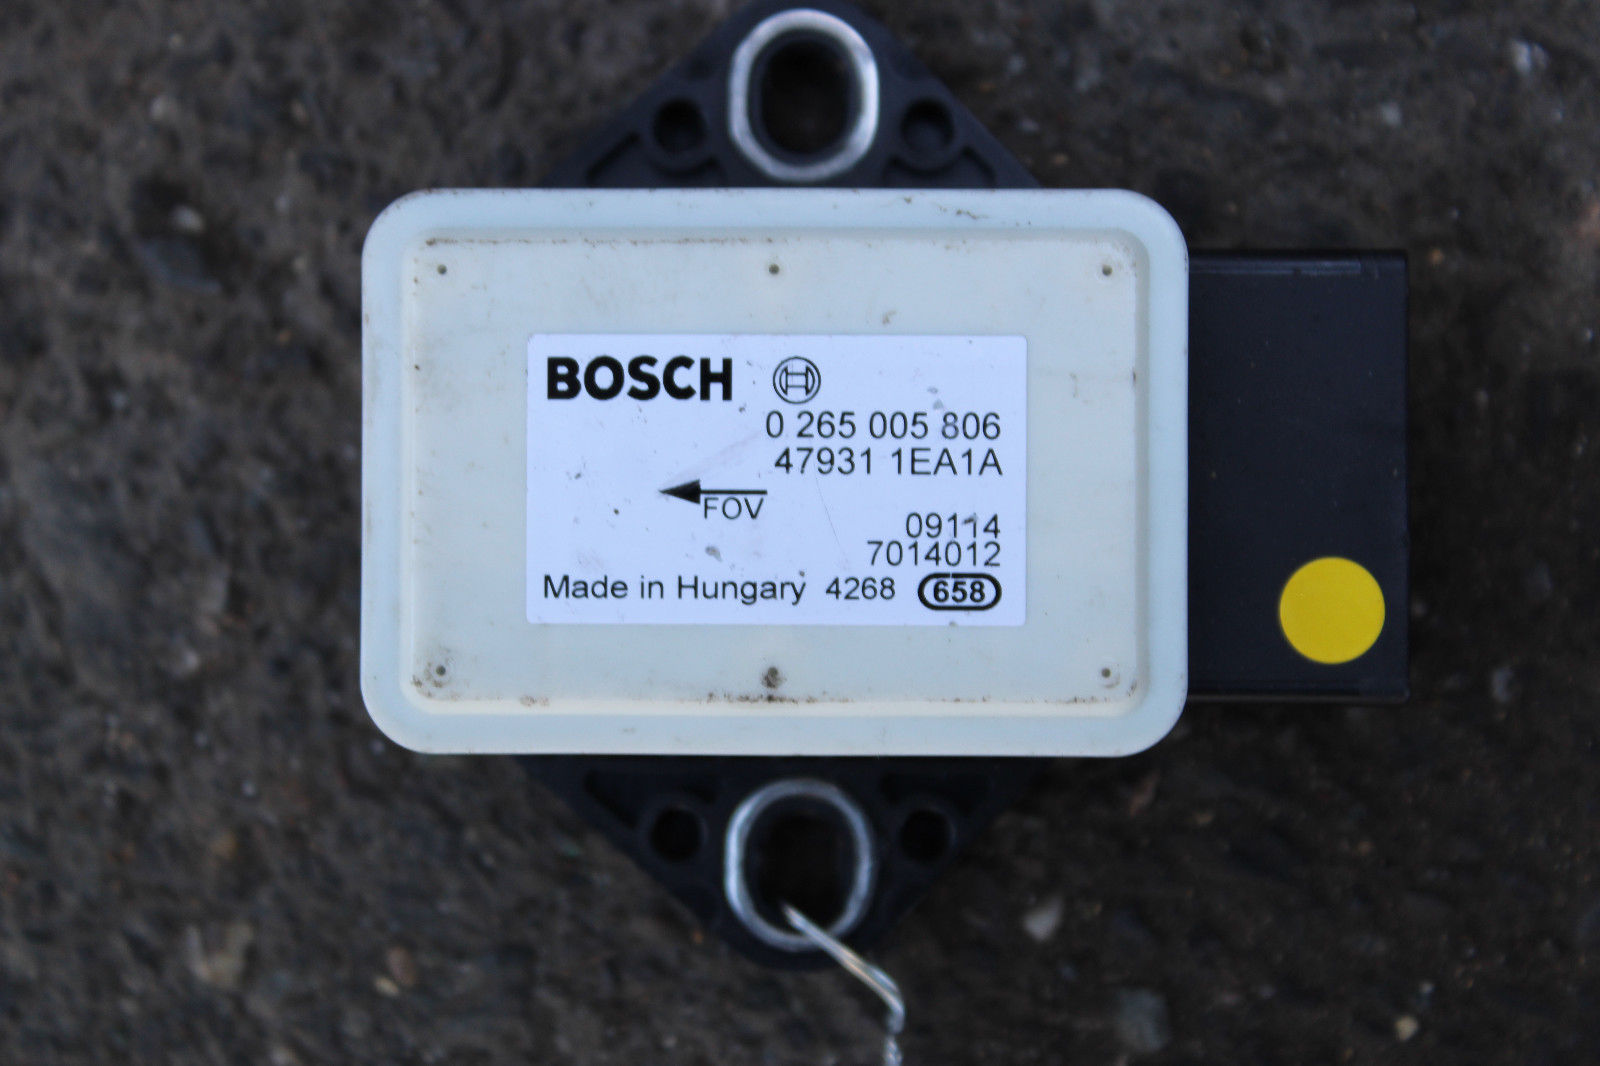 BOSCH
0 265 005 806
47931 1EA1A
FOV
09114
7014012
Made in Hungary 4268 658